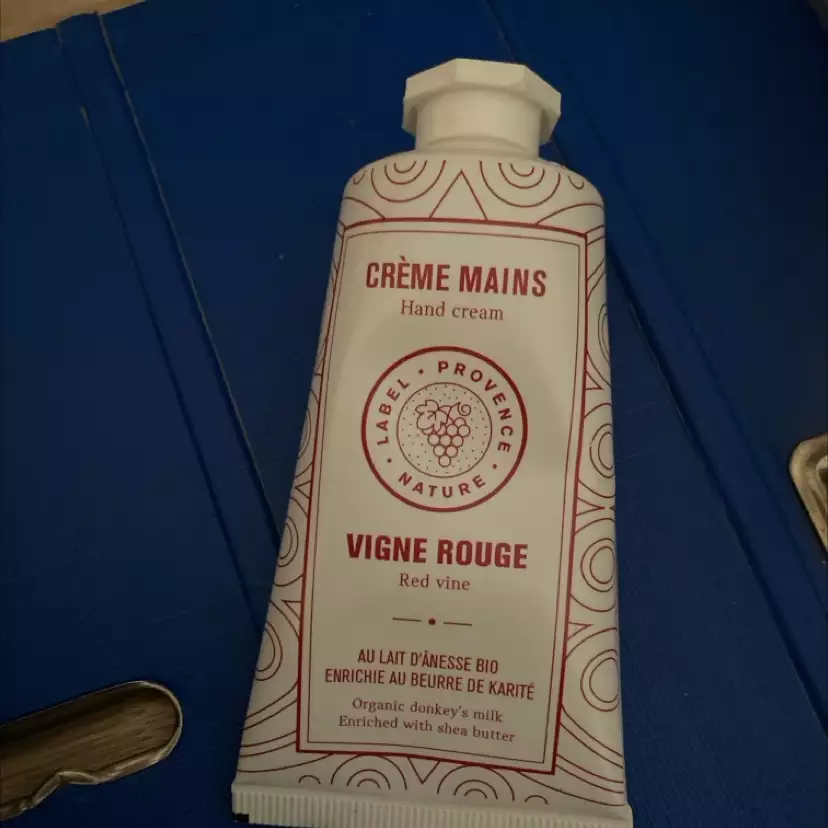 CRÈME MAINS
Hand cream
LABEL • PROVENCE • NATURE •
VIGNE ROUGE
Red vine
AU LAIT D'ÂNESSE BIO
ENRICHIE AU BEURRE DE KARITÉ
Organic donkey's milk
Enriched with shea butter